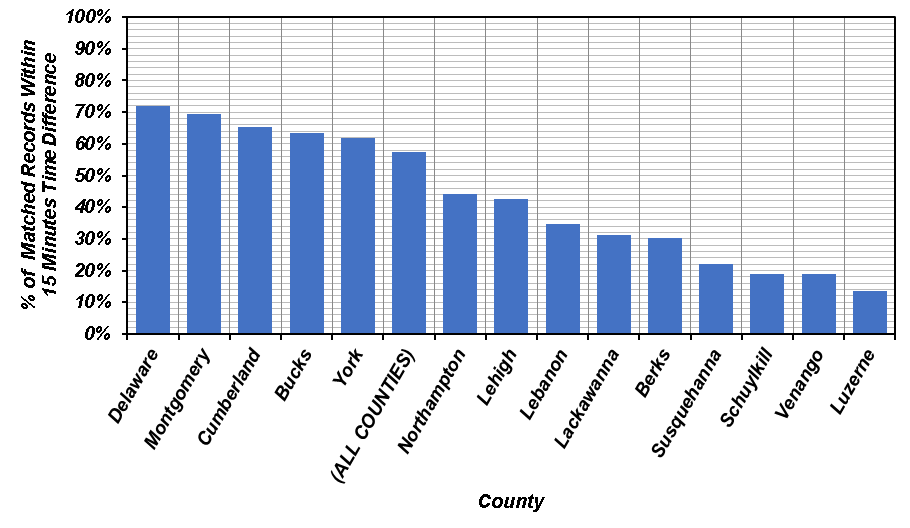 % of Matched Records Within
15 Minutes Time Difference
100%
90%
80%
70%
60%
50%
40%
30%
20%
10%
0%
Delaware
Montgomery
Cumberland
Bucks
York
(ALL COUNTIES)
Northampton
Lehigh
Lebanon
Lackawanna
Berks
Susquehanna
Schuylkill
Venango
Luzerne
County